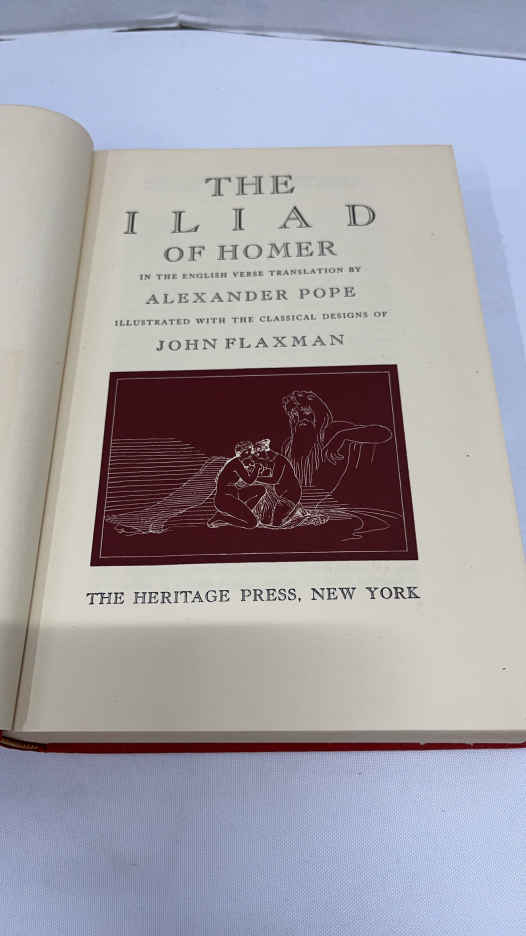 THE
ILIAD
OF HOMER
IN THE ENGLISH VERSE TRANSLATION BY
ALEXANDER POPE
ILLUSTRATED WITH THE CLASSICAL DESIGNS OF
JOHN FLAXMAN
THE HERITAGE PRESS, NEW YORK